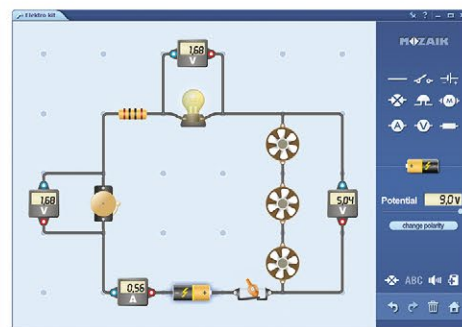 Elektro kit
MOZAIK
1,68
V
1,68
V
5,04
V
0,56
A
M
A
V
Potential
9,0 V
change polarity
ABC